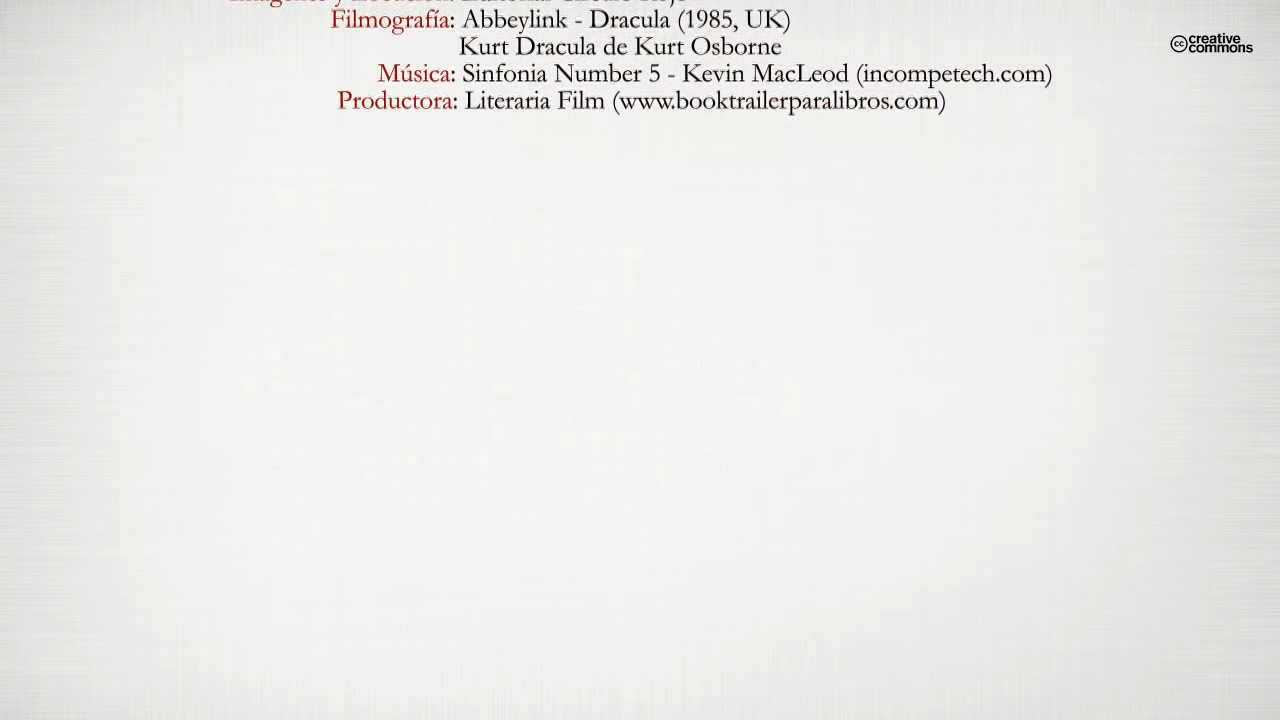 Filmografía: Abbeylink - Dracula (1985, UK)
Kurt Dracula de Kurt Osborne
creative
commons
Música: Sinfonia Number 5 - Kevin MacLeod (incompetech.com)
Productora: Literaria Film (www.booktrailerparalibros.com)